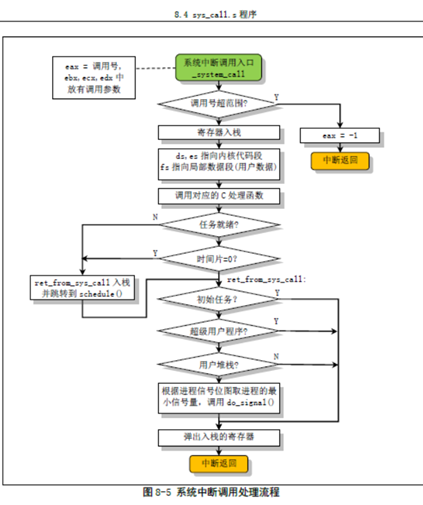 8.4 sys_call.s 程序
eax = 调用号,
ebx,ecx,edx 中
放有调用参数
系统中断调用入口
_system_call
调用号超范围?
Y
寄存器入栈
eax = -1
中断返回
ds,es 指向内核代码段
fs 指向局部数据段(用户数据)
调用对应的 C 处理函数
N
任务就绪?
Y
时间片=0?
ret_from_sys_call:
ret_from_sys_call 入栈
并跳转到 schedule()
初始任务?
Y
超级用户程序?
Y
用户堆栈?
N
根据进程信号位图取进程的最
小信号量, 调用 do_signal()
弹出入栈的寄存器
中断返回
图 8-5 系统中断调用处理流程